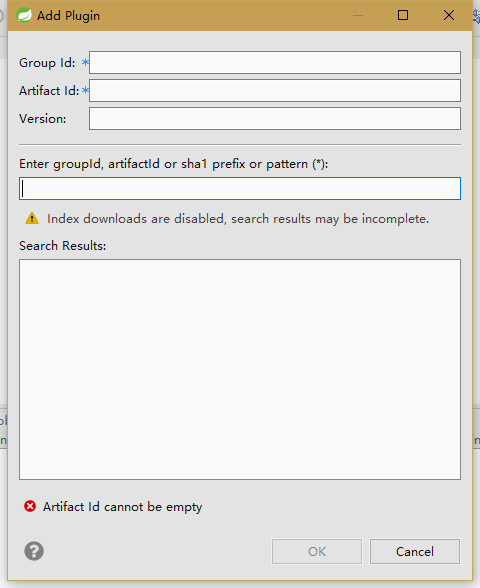 Add Plugin
Group Id: *
Artifact Id:*
Version:
Enter groupId, artifactId or sha1 prefix or pattern (*):
Index downloads are disabled, search results may be incomplete.
Search Results:
Artifact Id cannot be empty
?
OK
Cancel